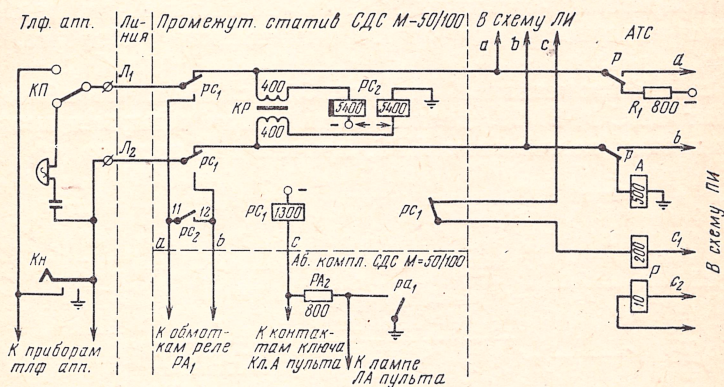 Тлф. апп.
Ли-
ния
Промежут. статив СДС М-50/100
В схему ЛИ
a
b
c
АТС
КП
Л₁
рс₁
400
КР
400
5400
РС₂
5400
Р
a
R₁ 800
Л₂
рс₁
Р
b
А
500
11
12
рс₂
a
b
РС₁
1300
c
рс₁
Аб. компл. СДС М=50/100
РА₂
800
ра₁
200
c₁
Р
10
c₂
В схему ПИ
Кн
К приборам
тлф апп.
К обмот-
кам реле
РА₁
К контак-
там ключа
Кл.А пульта
К лампе
ЛА пульта